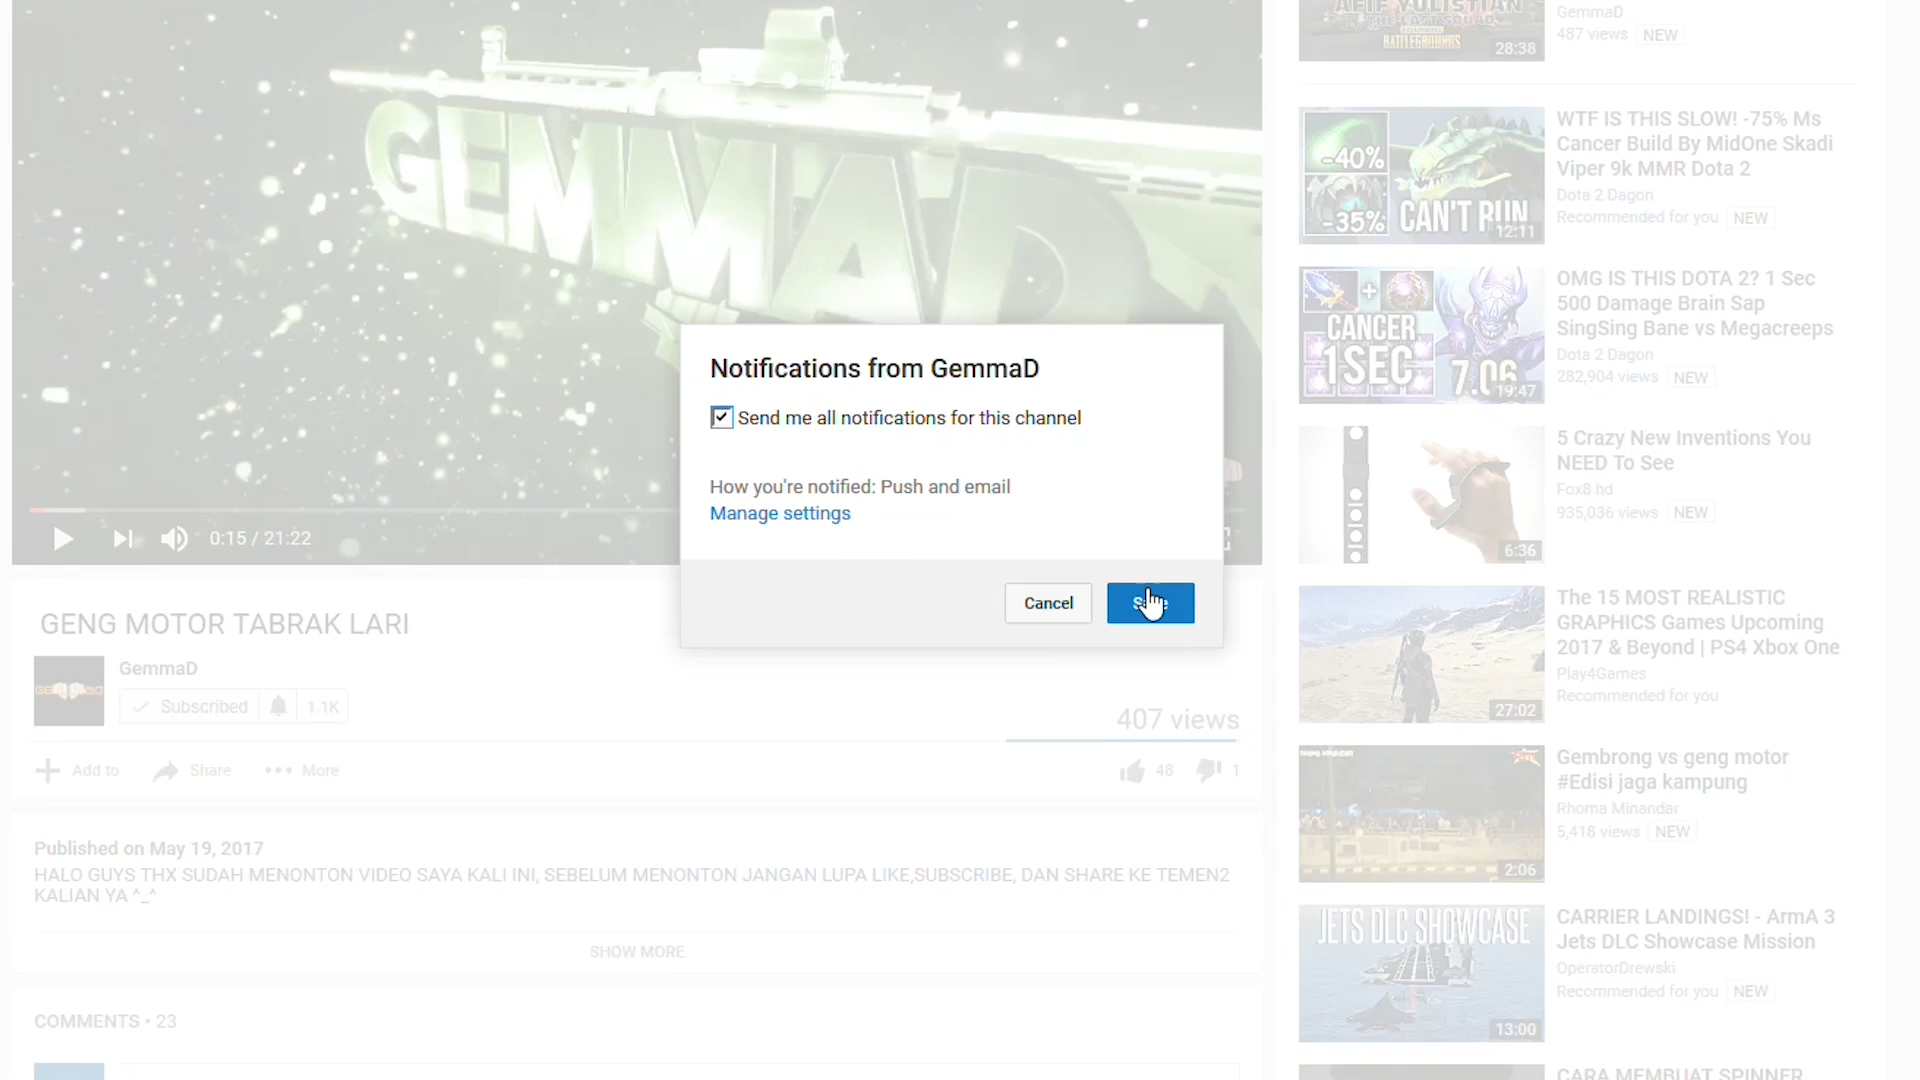 GEMMAD
0:15 / 21:22
Notifications from GemmaD
Send me all notifications for this channel
How you're notified: Push and email
Manage settings
Cancel
GENG MOTOR TABRAK LARI
GemmaD
Subscribed
1.1K
407 views
Add to
Share
More
48
1
Published on May 19, 2017
HALO GUYS THX SUDAH MENONTON VIDEO SAYA KALI INI, SEBELUM MENONTON JANGAN LUPA LIKE,SUBSCRIBE, DAN SHARE KE TEMEN2
KALIAN YA ^_^
SHOW MORE
COMMENTS • 23
AFIF YULISTIAN
THE LAST SQUAD
BATTLEGROUNDS
28:38
GemmaD
487 views NEW
-40%
-35%
CAN'T RUN
12:11
WTF IS THIS SLOW! -75% Ms
Cancer Build By MidOne Skadi
Viper 9k MMR Dota 2
Dota 2 Dagon
Recommended for you NEW
CANCER
1SEC
7.06
19:47
OMG IS THIS DOTA 2? 1 Sec
500 Damage Brain Sap
SingSing Bane vs Megacreeps
Dota 2 Dagon
282,904 views NEW
6:36
5 Crazy New Inventions You
NEED To See
Fox8 hd
935,036 views NEW
27:02
The 15 MOST REALISTIC
GRAPHICS Games Upcoming
2017 & Beyond | PS4 Xbox One
Play4Games
Recommended for you
2:06
Gembrong vs geng motor
#Edisi jaga kampung
Rhoma Minandar
5,418 views NEW
JETS DLC SHOWCASE
13:00
CARRIER LANDINGS! - ArmA 3
Jets DLC Showcase Mission
OperatorDrewski
Recommended for you NEW
CARA MEMBUAT SPINNER